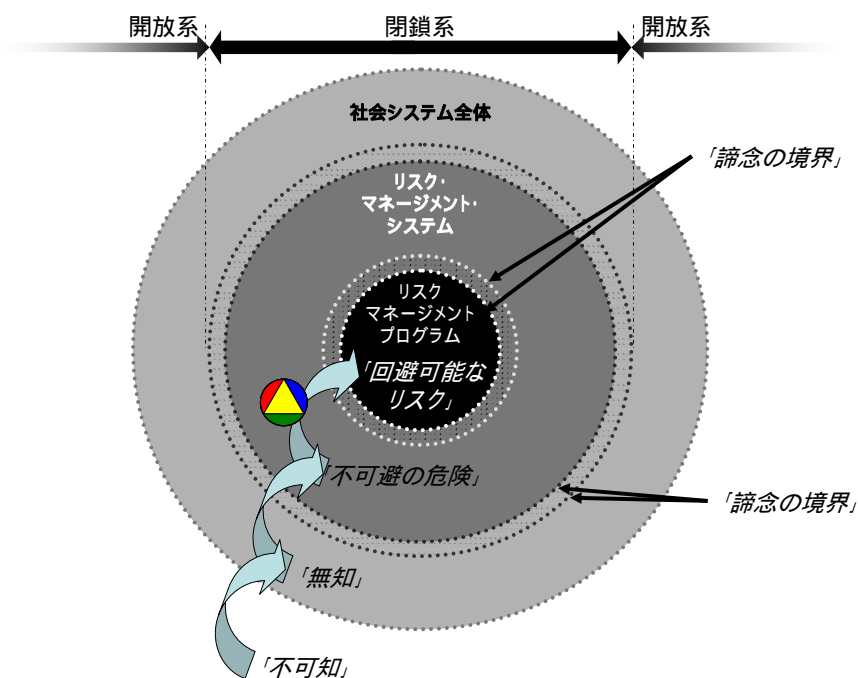 開放系
閉鎖系
開放系
社会システム全体
「諦念の境界」
リスク・
マネージメント・
システム
リスク
マネージメント
プログラム
「回避可能な
リスク」
「不可避の危険」
「諦念の境界」
「無知」
「不可知」